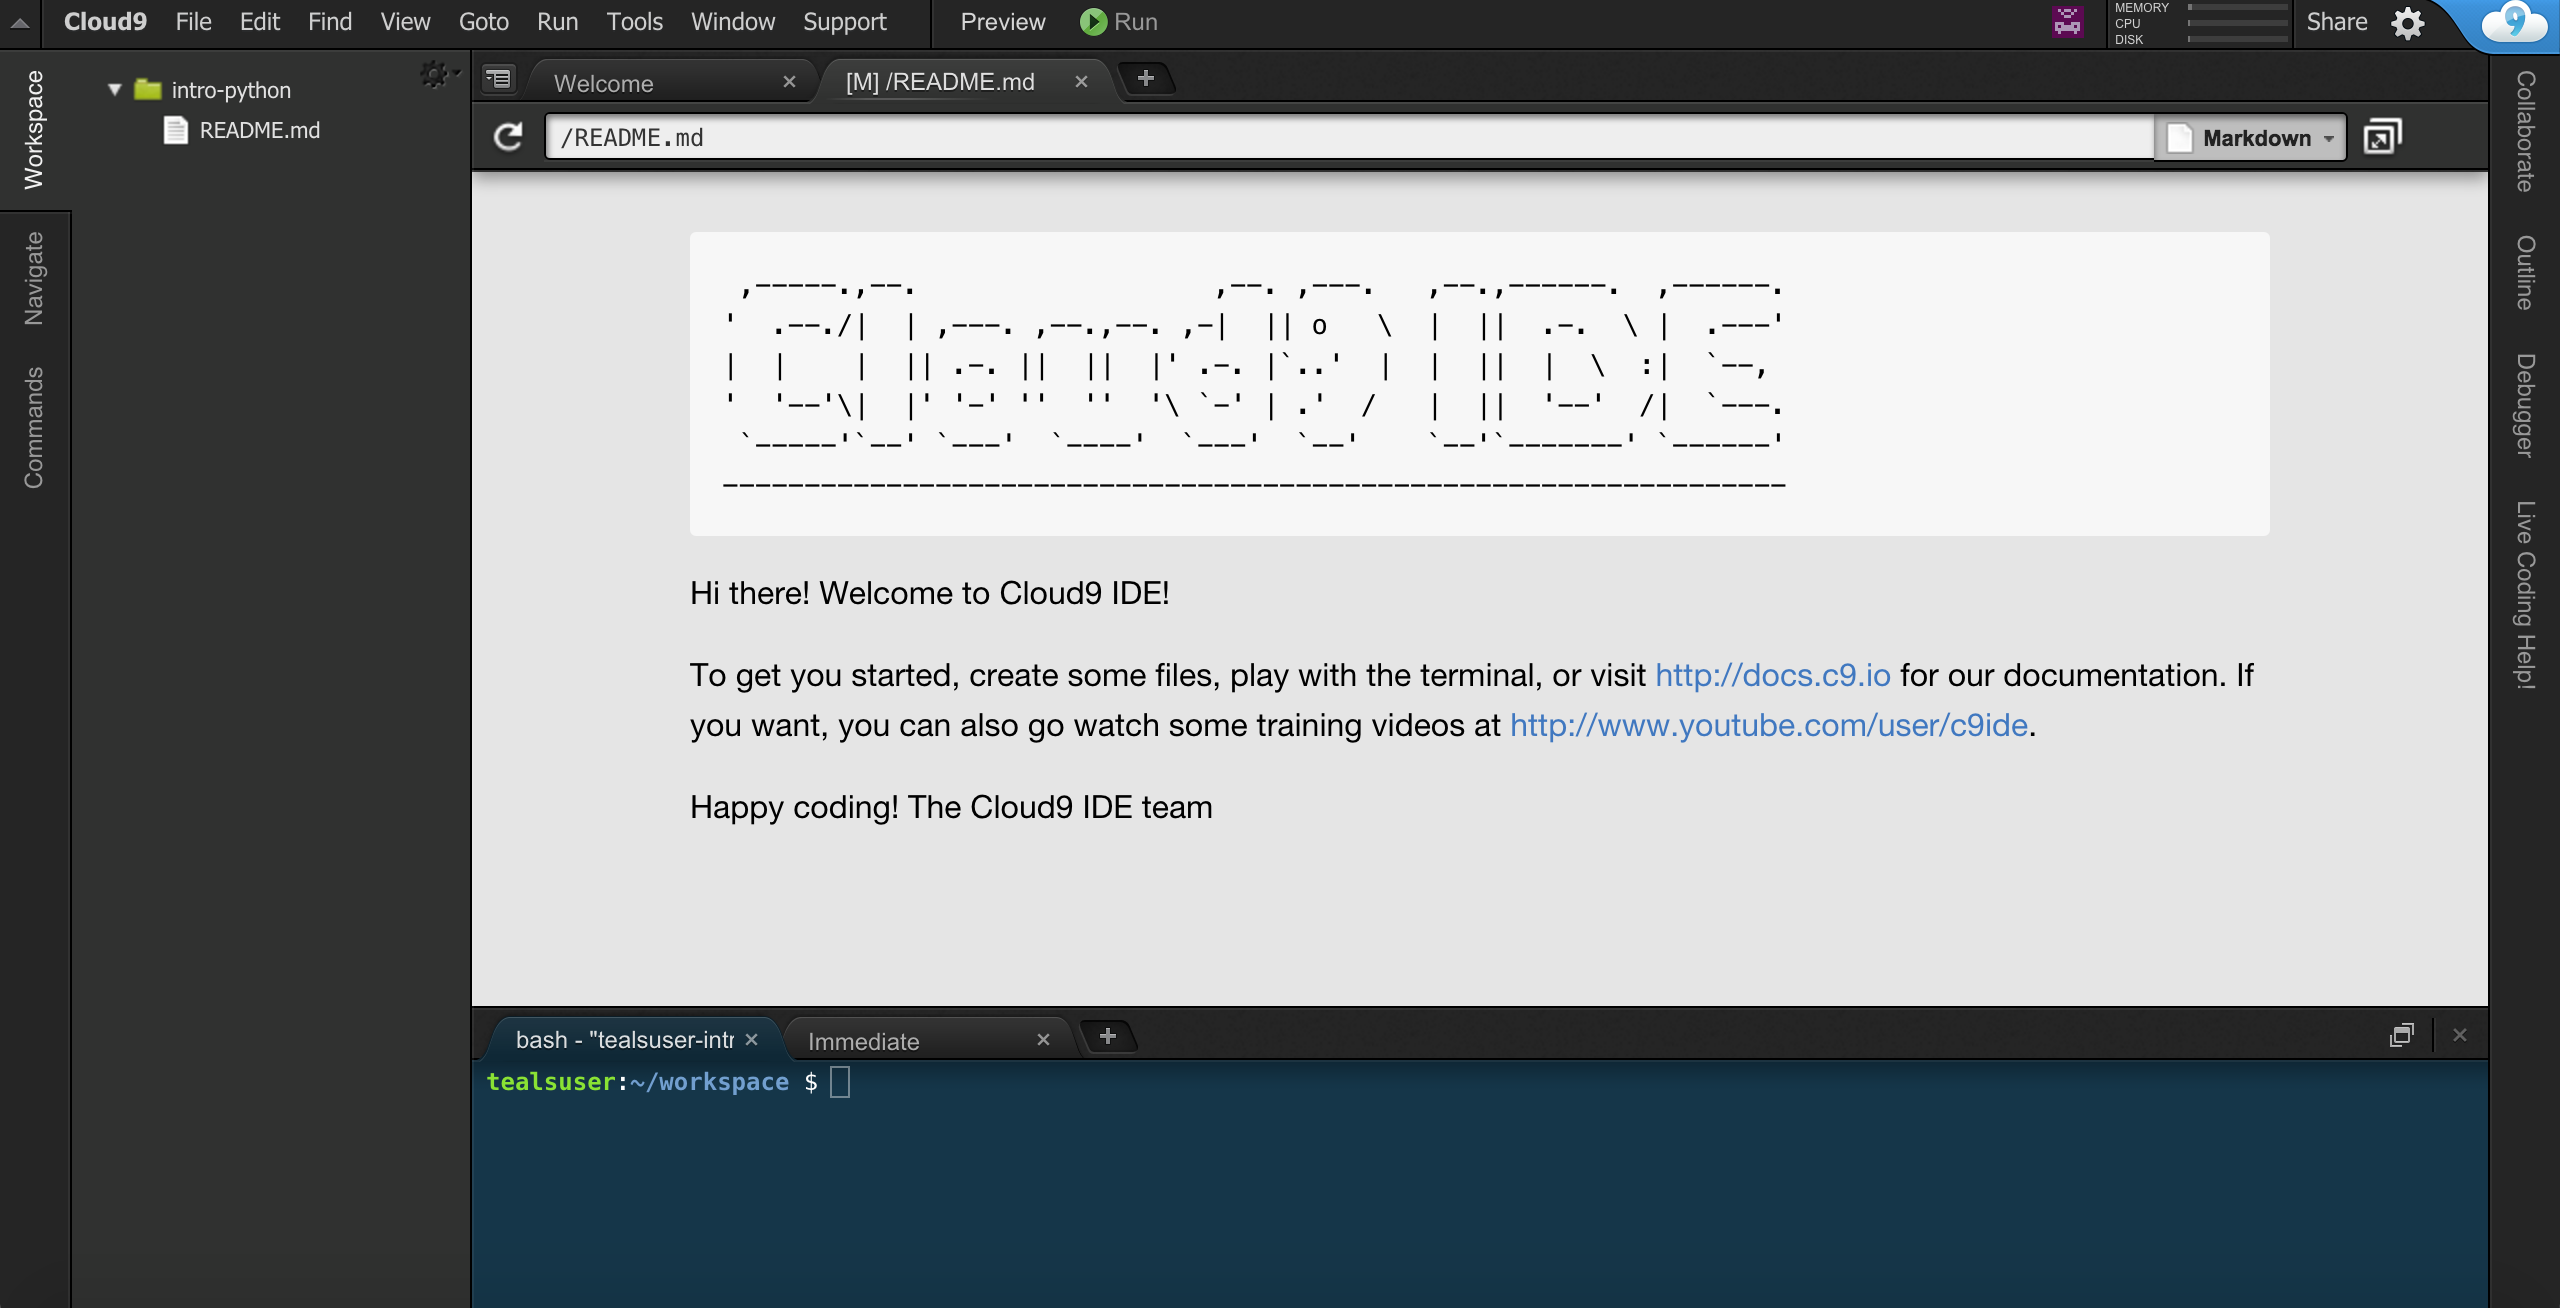 Cloud9 File Edit Find View Goto Run Tools Window Support Preview Run MEMORY CPU DISK Share 9
Workspace
Navigate
Commands
intro-python
README.md
Welcome [M] /README.md
/README.md Markdown
 ,-----.,--.                  ,--. ,---.   ,--.,------.  ,------.
'  .--./|  | ,---. ,--.,--. ,-|  || o   \  |  ||  .-.  \ |  .---'
|  |    |  || .-. ||  ||  |' .-. |`..'  |  |  ||  |  \  :|  `--,
'  '--'\|  |' '-' ''  ''  '\ `-' | .'  /   |  ||  '--'  /|  `---.
 `-----'`--' `---'  `----'  `---'  `--'    `--'`-------' `------'
-----------------------------------------------------------------
Hi there! Welcome to Cloud9 IDE!
To get you started, create some files, play with the terminal, or visit http://docs.c9.io for our documentation. If
you want, you can also go watch some training videos at http://www.youtube.com/user/c9ide.
Happy coding! The Cloud9 IDE team
bash - "tealsuser-intr Immediate
tealsuser:~/workspace $
Collaborate
Outline
Debugger
Live Coding Help!